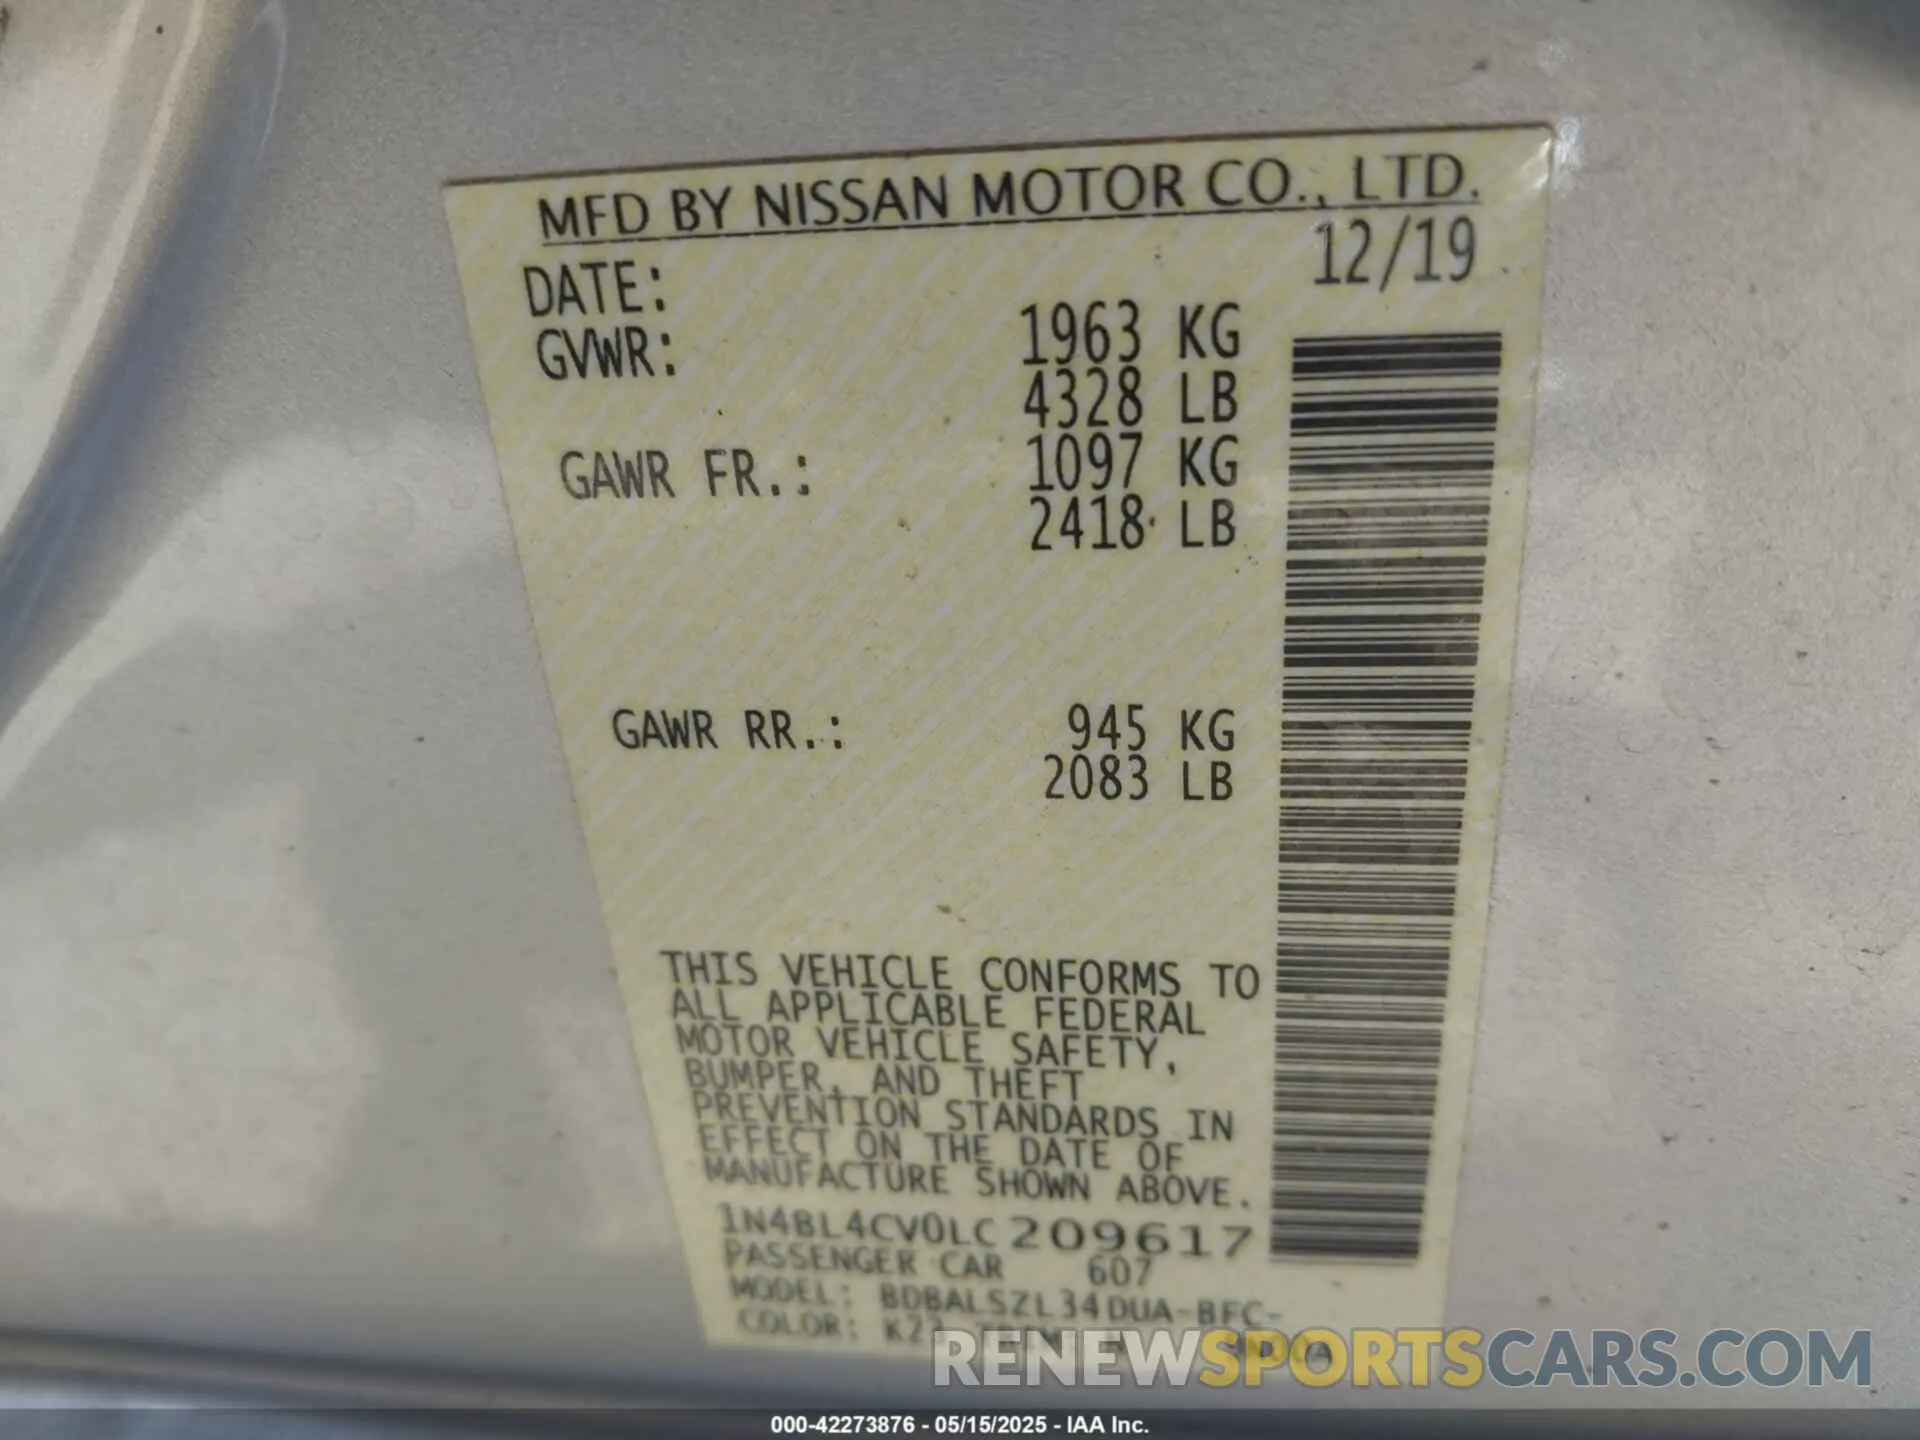 MFD BY NISSAN MOTOR CO., LTD.
DATE: 12/19
GVWR: 1963 KG
4328 LB
GAWR FR.: 1097 KG
2418 LB
GAWR RR.: 945 KG
2083 LB
THIS VEHICLE CONFORMS TO
ALL APPLICABLE FEDERAL
MOTOR VEHICLE SAFETY,
BUMPER, AND THEFT
PREVENTION STANDARDS IN
EFFECT ON THE DATE OF
MANUFACTURE SHOWN ABOVE.
1N4BL4CV0LC209617
PASSENGER CAR 607
MODEL: BDBALSZL34DUA-BFC-
COLOR:
RENEWSPORTSCARS.COM
000-42273876 - 05/15/2025 - IAA Inc.